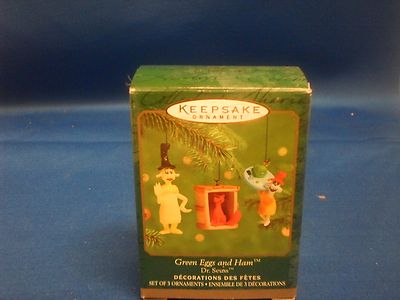 KEEPSAKE
ORNAMENT
Green Eggs and Ham™
Dr. Seuss™
DÉCORATIONS DES FÊTES
SET OF 3 ORNAMENTS • ENSEMBLE DE 3 DÉCORATIONS